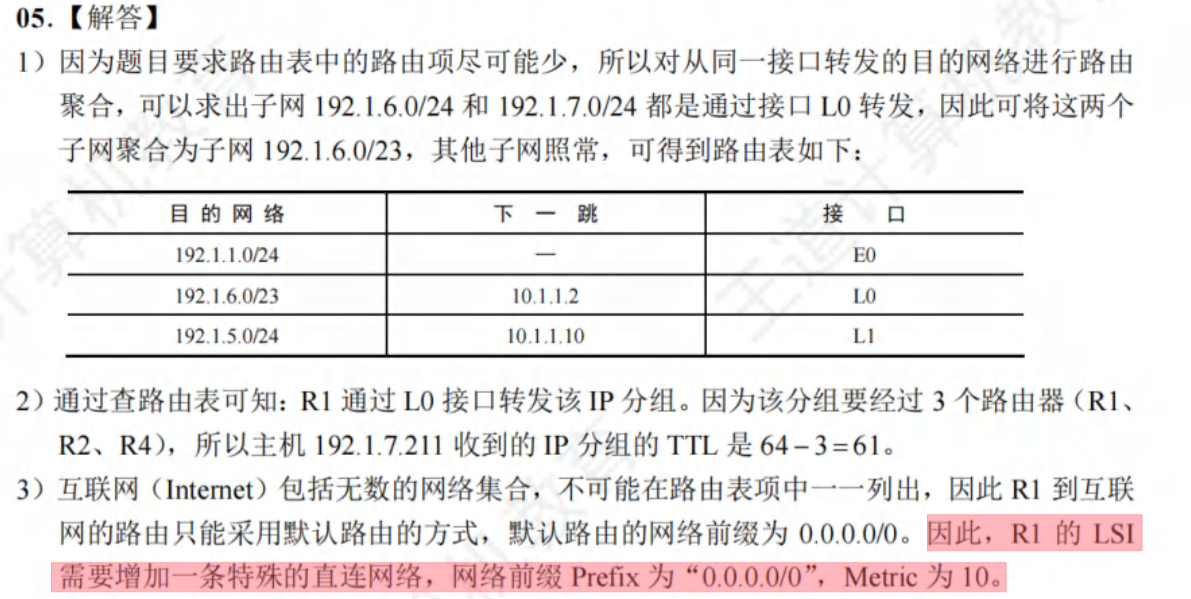 05.【解答】
1）因为题目要求路由表中的路由项尽可能少，所以对从同一接口转发的目的网络进行路由
聚合，可以求出子网 192.1.6.0/24 和 192.1.7.0/24 都是通过接口 L0 转发，因此可将这两个
子网聚合为子网 192.1.6.0/23，其他子网照常，可得到路由表如下：
目的网络 下一跳 接口
192.1.1.0/24 — E0
192.1.6.0/23 10.1.1.2 L0
192.1.5.0/24 10.1.1.10 L1
2）通过查路由表可知：R1 通过 L0 接口转发该 IP 分组。因为该分组要经过 3 个路由器（R1、
R2、R4），所以主机 192.1.7.211 收到的 IP 分组的 TTL 是 64－3=61。
3）互联网（Internet）包括无数的网络集合，不可能在路由表项中一一列出，因此 R1 到互联
网的路由只能采用默认路由的方式，默认路由的网络前缀为 0.0.0.0/0。因此，R1 的 LSI
需要增加一条特殊的直连网络，网络前缀 Prefix 为“0.0.0.0/0”，Metric 为 10。